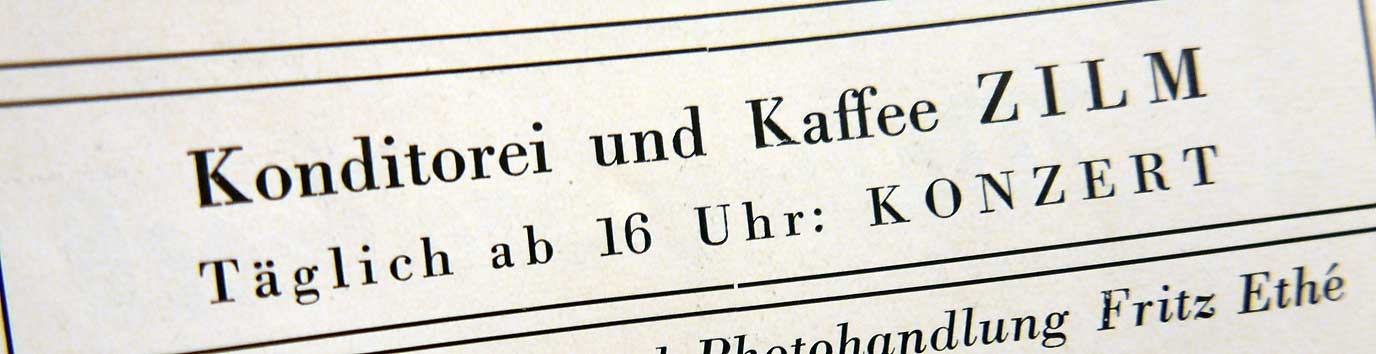 Konditorei und Kaffee ZILM
Täglich ab 16 Uhr: KONZERT
Photohandlung Fritz Ethé